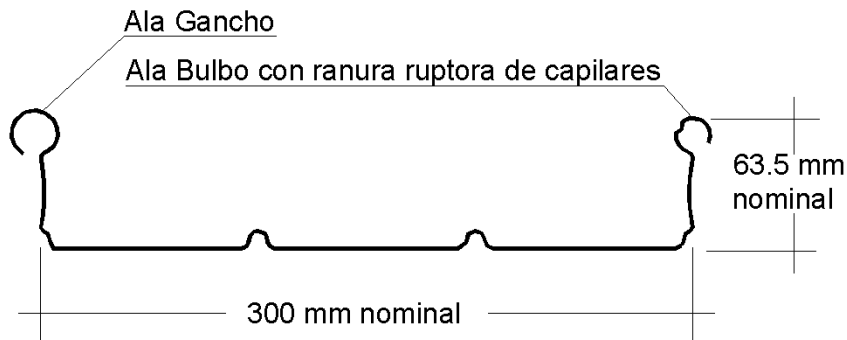 Ala Gancho
Ala Bulbo con ranura ruptora de capilares
63.5 mm
nominal
300 mm nominal